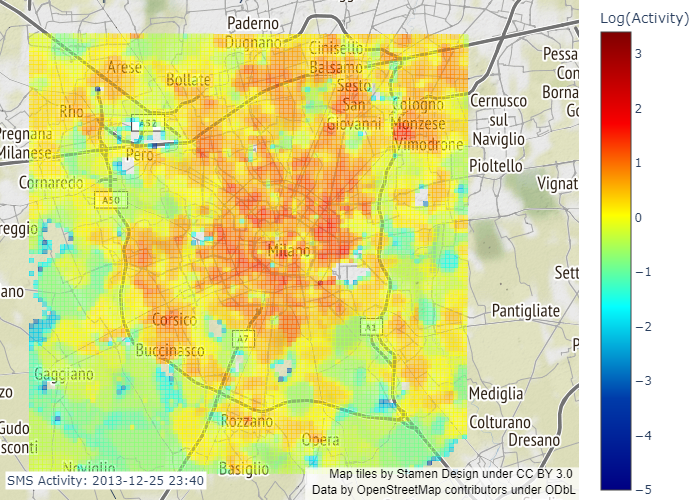 Log(Activity)
Paderno
Dugnano
Cinisello
Balsamo
Arese
Bollate
Sesto
San
Giovanni
Rho
Cologno
Monzese
Vimodrone
Cernusco
sul
Naviglio
Pioltello
Pessa
Con
Borna
A52
Pregnana
Milanese
Pero
Cornaredo
A50
Vignat
reggio
Milano
Sett
ano
Pantigliate
Corsico
A7
A1
Buccinasco
Gaggiano
zo
Mediglia
Gudo
sconti
Rozzano
Opera
Colturano
Dresano
Noviglio
Basiglio
3
2
1
0
−1
−2
−3
−4
−5
SMS Activity: 2013-12-25 23:40
Map tiles by Stamen Design under CC BY 3.0
Data by OpenStreetMap contributors under ODbL